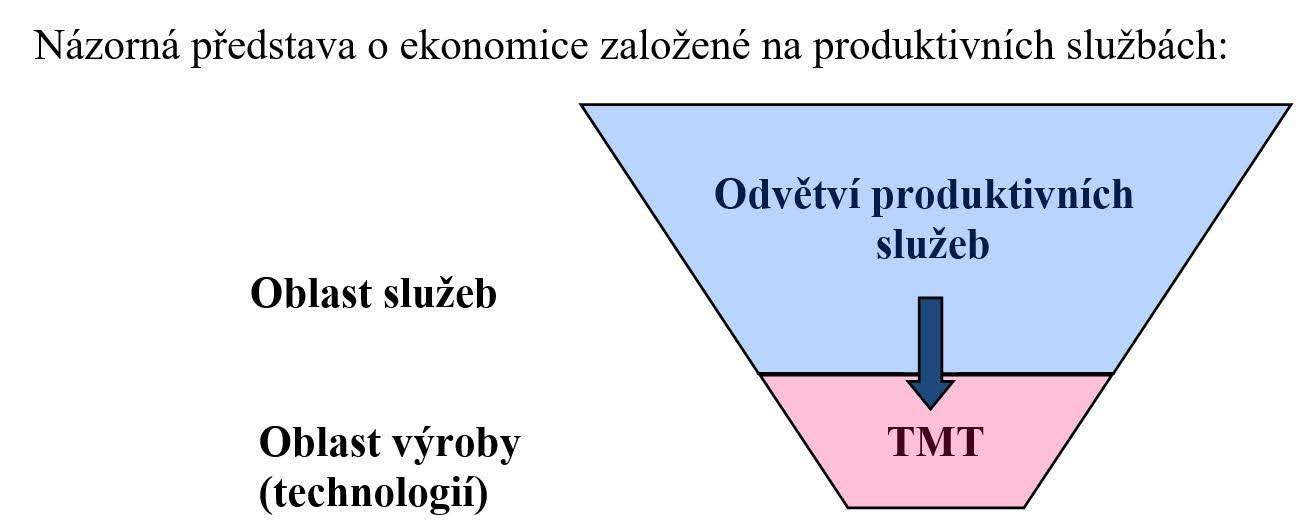 Názorná představa o ekonomice založené na produktivních službách:
Odvětví produktivních
služeb
Oblast služeb
Oblast výroby
(technologií)
TMT